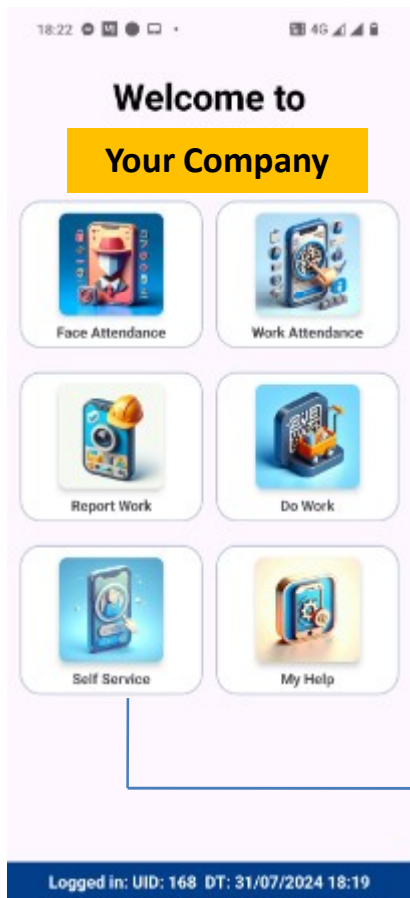 18:22 4G
Welcome to
Your Company
Face Attendance Work Attendance
Report Work Do Work
Self Service My Help
Logged in: UID: 168 DT: 31/07/2024 18:19